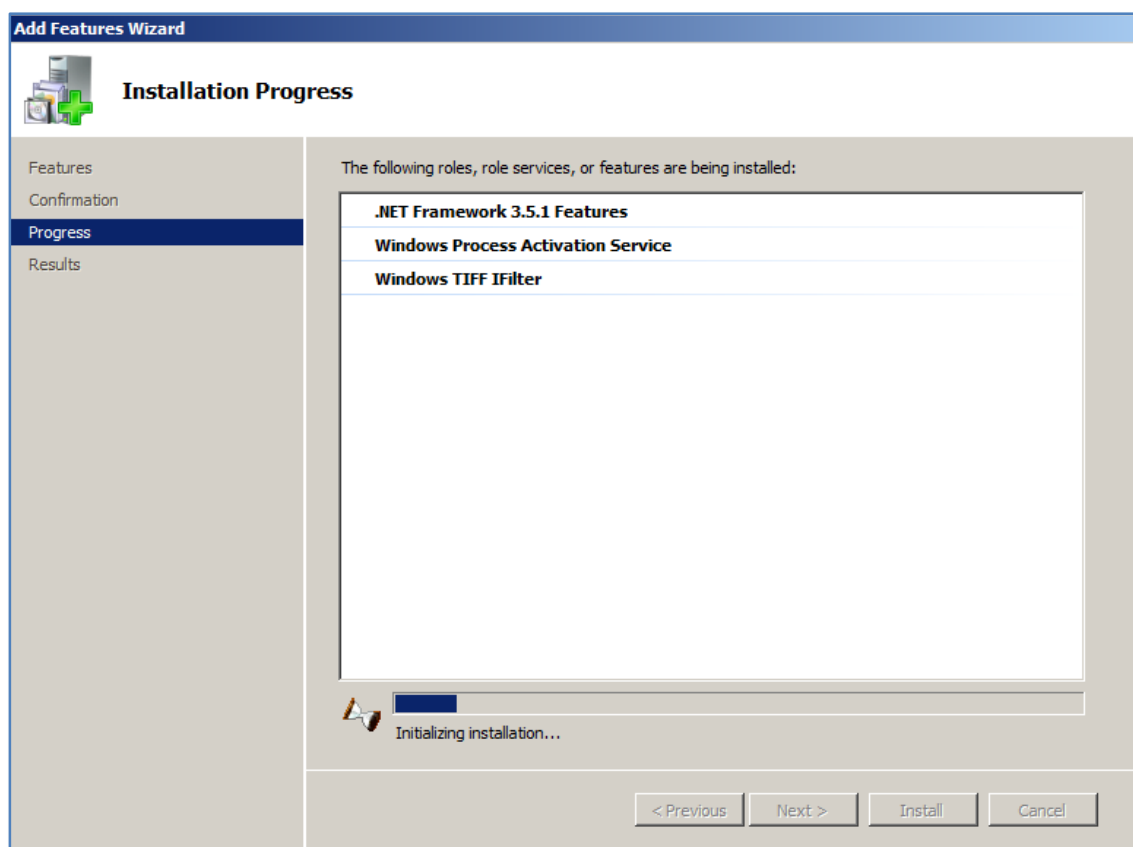 Add Features Wizard
Installation Progress
Features
Confirmation
Progress
Results
The following roles, role services, or features are being installed:
.NET Framework 3.5.1 Features
Windows Process Activation Service
Windows TIFF IFilter
Initializing installation...
< Previous
Next >
Install
Cancel